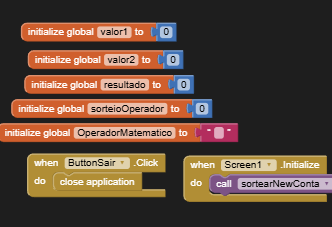 initialize global valor1 to 0
initialize global valor2 to 0
initialize global resultado to 0
initialize global sorteioOperador to 0
initialize global OperadorMatematico to " "
when ButtonSair .Click
do close application
when Screen1 .Initialize
do call sortearNewConta